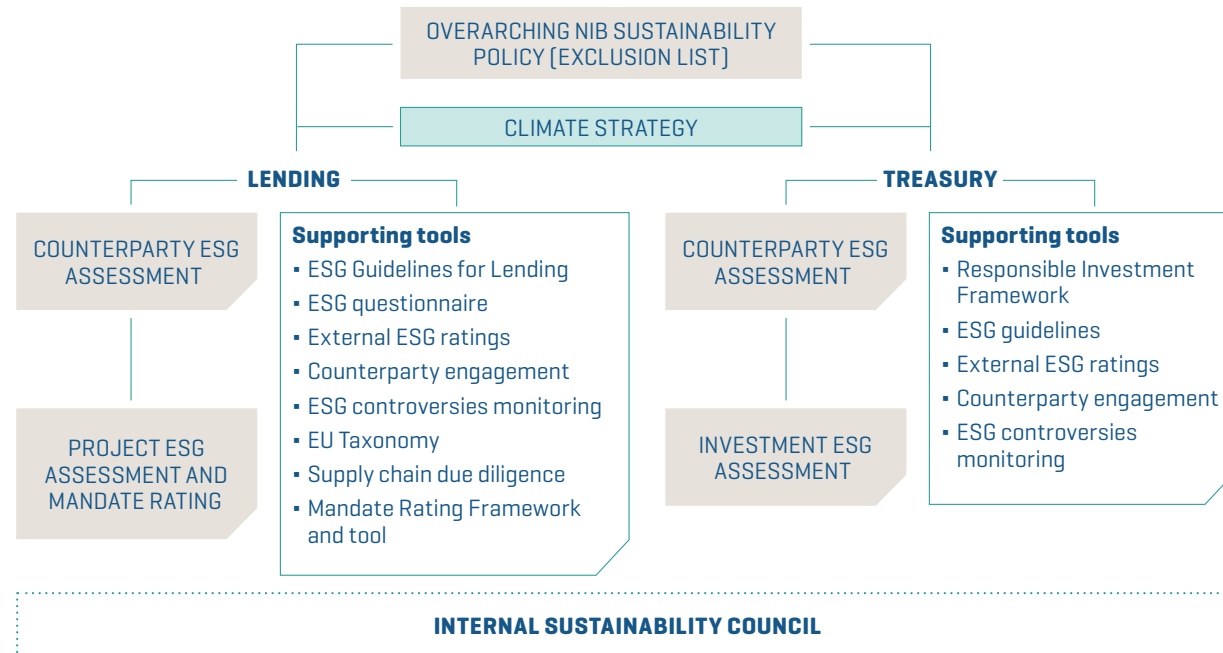 OVERARCHING NIB SUSTAINABILITY
POLICY (EXCLUSION LIST)
CLIMATE STRATEGY
LENDING
COUNTERPARTY ESG
ASSESSMENT
PROJECT ESG
ASSESSMENT AND
MANDATE RATING
Supporting tools
▪ ESG Guidelines for Lending
▪ ESG questionnaire
▪ External ESG ratings
▪ Counterparty engagement
▪ ESG controversies monitoring
▪ EU Taxonomy
▪ Supply chain due diligence
▪ Mandate Rating Framework
and tool
TREASURY
COUNTERPARTY ESG
ASSESSMENT
INVESTMENT ESG
ASSESSMENT
Supporting tools
▪ Responsible Investment
Framework
▪ ESG guidelines
▪ External ESG ratings
▪ Counterparty engagement
▪ ESG controversies
monitoring
INTERNAL SUSTAINABILITY COUNCIL